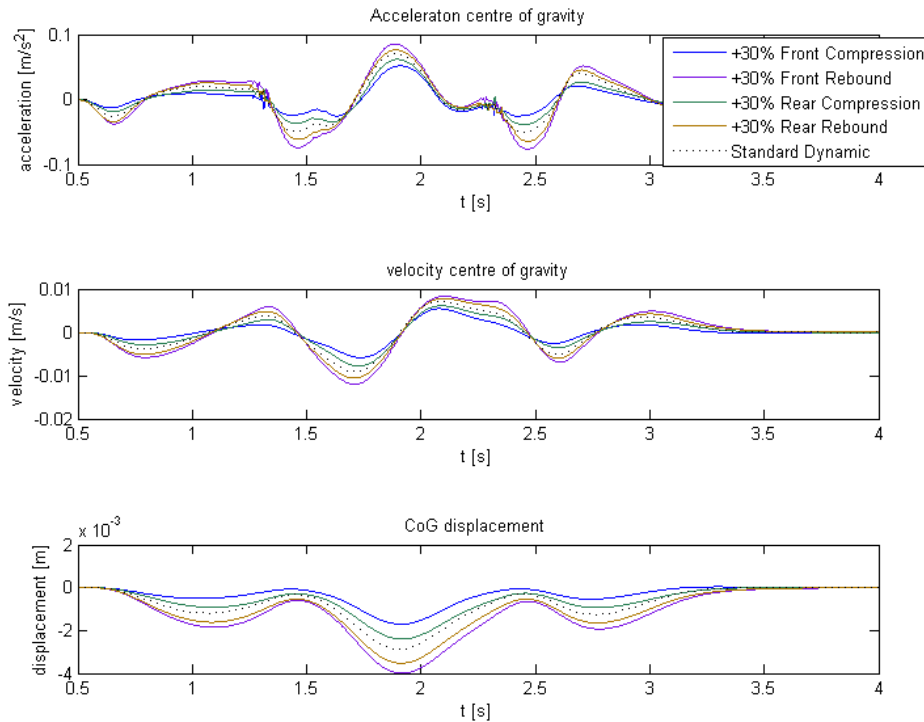 Acceleraton centre of gravity
acceleration [m/s²]
0.1
0
-0.1
0.5 1 1.5 2 2.5 3 3.5 4
t [s]
+30% Front Compression
+30% Front Rebound
+30% Rear Compression
+30% Rear Rebound
Standard Dynamic
velocity centre of gravity
velocity [m/s]
0.01
0
-0.01
-0.02
0.5 1 1.5 2 2.5 3 3.5 4
t [s]
x 10⁻³
CoG displacement
displacement [m]
2
0
-2
-4
0.5 1 1.5 2 2.5 3 3.5 4
t [s]